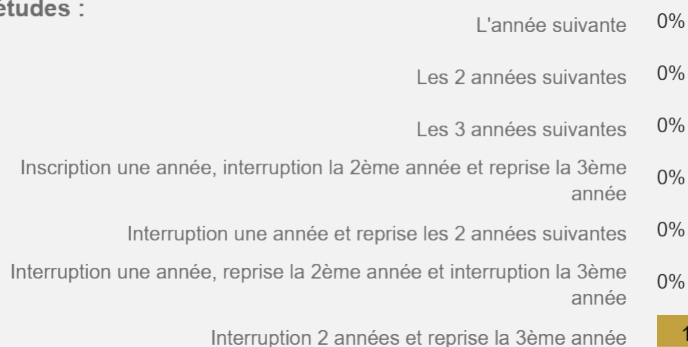 études :
L'année suivante 0%
Les 2 années suivantes 0%
Les 3 années suivantes 0%
Inscription une année, interruption la 2ème année et reprise la 3ème
année 0%
Interruption une année et reprise les 2 années suivantes 0%
Interruption une année, reprise la 2ème année et interruption la 3ème
année 0%
Interruption 2 années et reprise la 3ème année